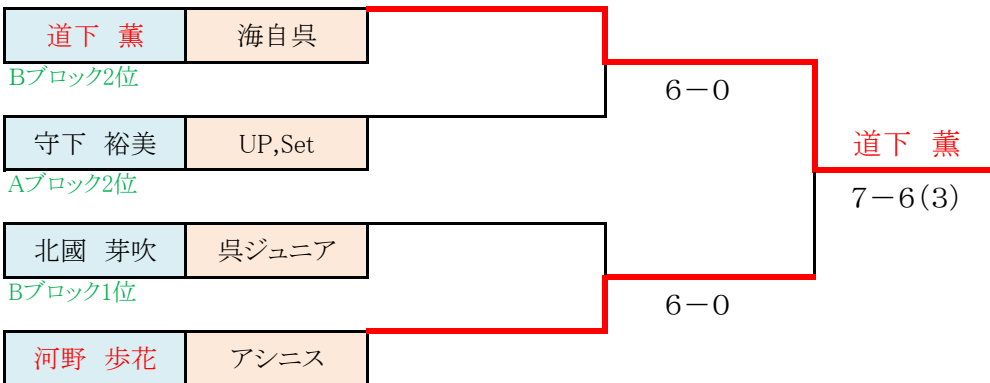 道下 薫 海自呉
Bブロック2位
6-0
守下 裕美 UP,Set
道下 薫
Aブロック2位
7-6(3)
北國 芽吹 呉ジュニア
Bブロック1位
6-0
河野 歩花 アシニス